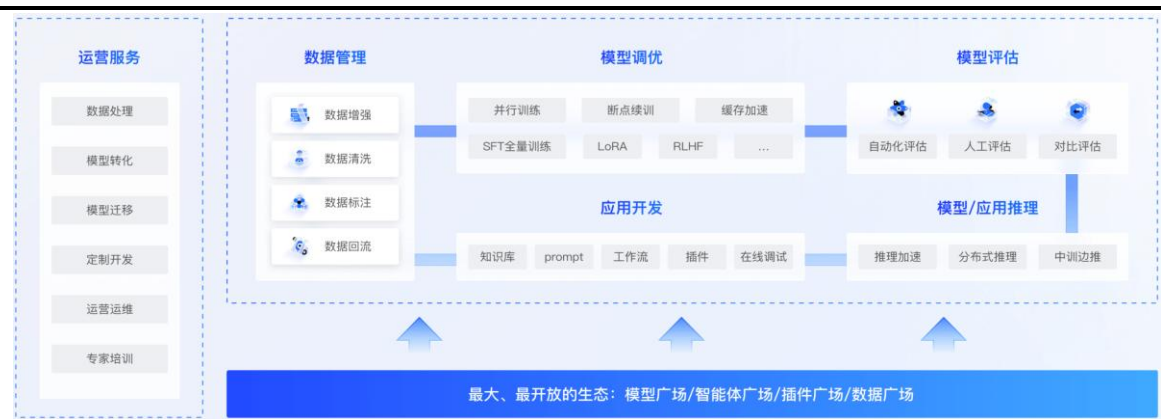 运营服务
数据处理
模型转化
模型迁移
定制开发
运营运维
专家培训
数据管理
数据增强
数据清洗
数据标注
数据回流
模型调优
并行训练 断点续训 缓存加速
SFT全量训练 LoRA RLHF ...
模型评估
自动化评估 人工评估 对比评估
应用开发
知识库 prompt 工作流 插件 在线调试
模型/应用推理
推理加速 分布式推理 中训边推
最大、最开放的生态：模型广场/智能体广场/插件广场/数据广场